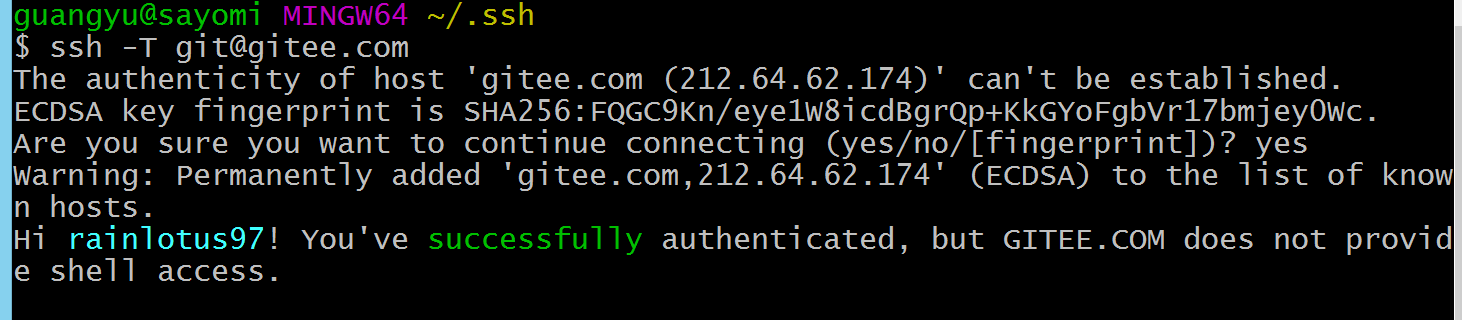 guangyu@sayomi MINGW64 ~/.ssh
$ ssh -T git@gitee.com
The authenticity of host 'gitee.com (212.64.62.174)' can't be established.
ECDSA key fingerprint is SHA256:FQGC9Kn/eye1W8icdBgrQp+KkGYoFgbVr17bmjey0Wc.
Are you sure you want to continue connecting (yes/no/[fingerprint])? yes
Warning: Permanently added 'gitee.com,212.64.62.174' (ECDSA) to the list of know
n hosts.
Hi rainlotus97! You've successfully authenticated, but GITEE.COM does not provid
e shell access.